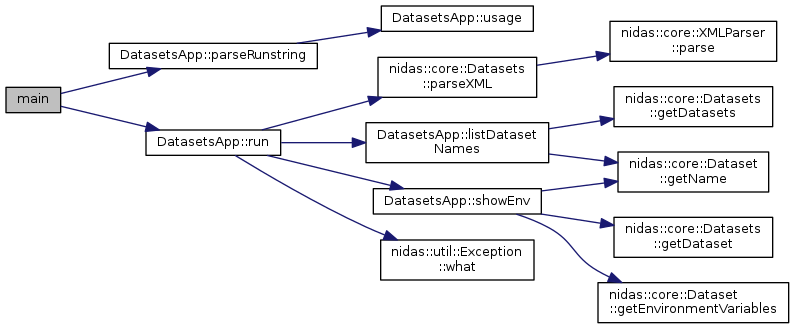 main
DatasetsApp::parseRunstring
DatasetsApp::run
DatasetsApp::usage
nidas::core::Datasets
::parseXML
DatasetsApp::listDataset
Names
DatasetsApp::showEnv
nidas::util::Exception
::what
nidas::core::XMLParser
::parse
nidas::core::Datasets
::getDatasets
nidas::core::Dataset
::getName
nidas::core::Datasets
::getDataset
nidas::core::Dataset
::getEnvironmentVariables